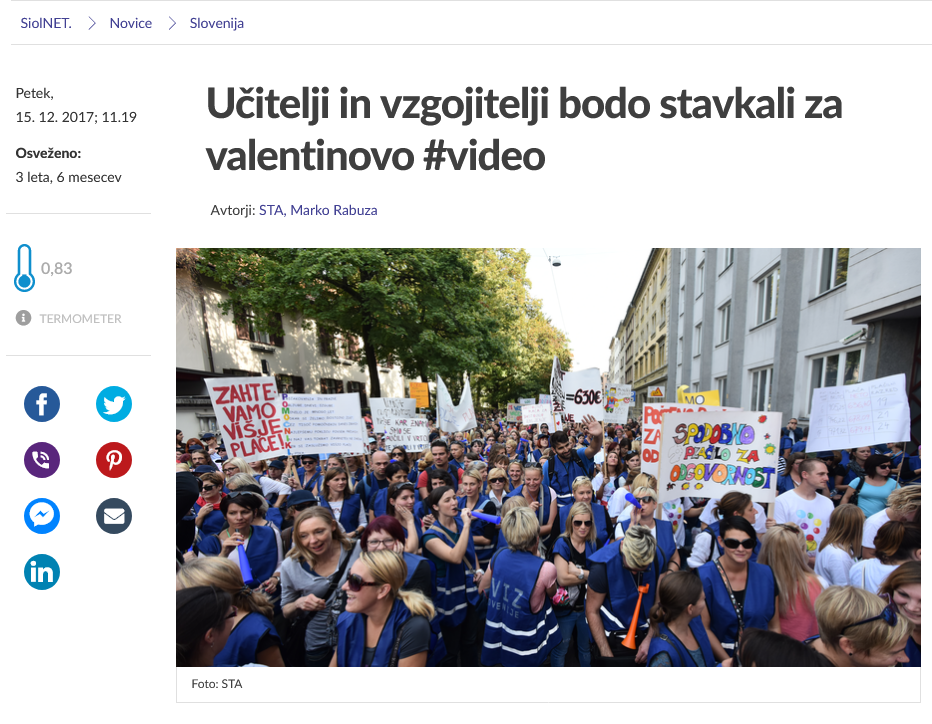 SiolNET. Novice Slovenija
Petek,
15. 12. 2017; 11.19
Osveženo:
3 leta, 6 mesecev
0,83
TERMOMETER
Učitelji in vzgojitelji bodo stavkali za
valentinovo #video
Avtorji: STA, Marko Rabuza
ZAHTE
VAMO
VIŠJE
PLAČE!
POMOČNIK
=630€
MO
SPODOBNO
PLAČILO ZA
ODGOVORNOST
VIZ
Foto: STA